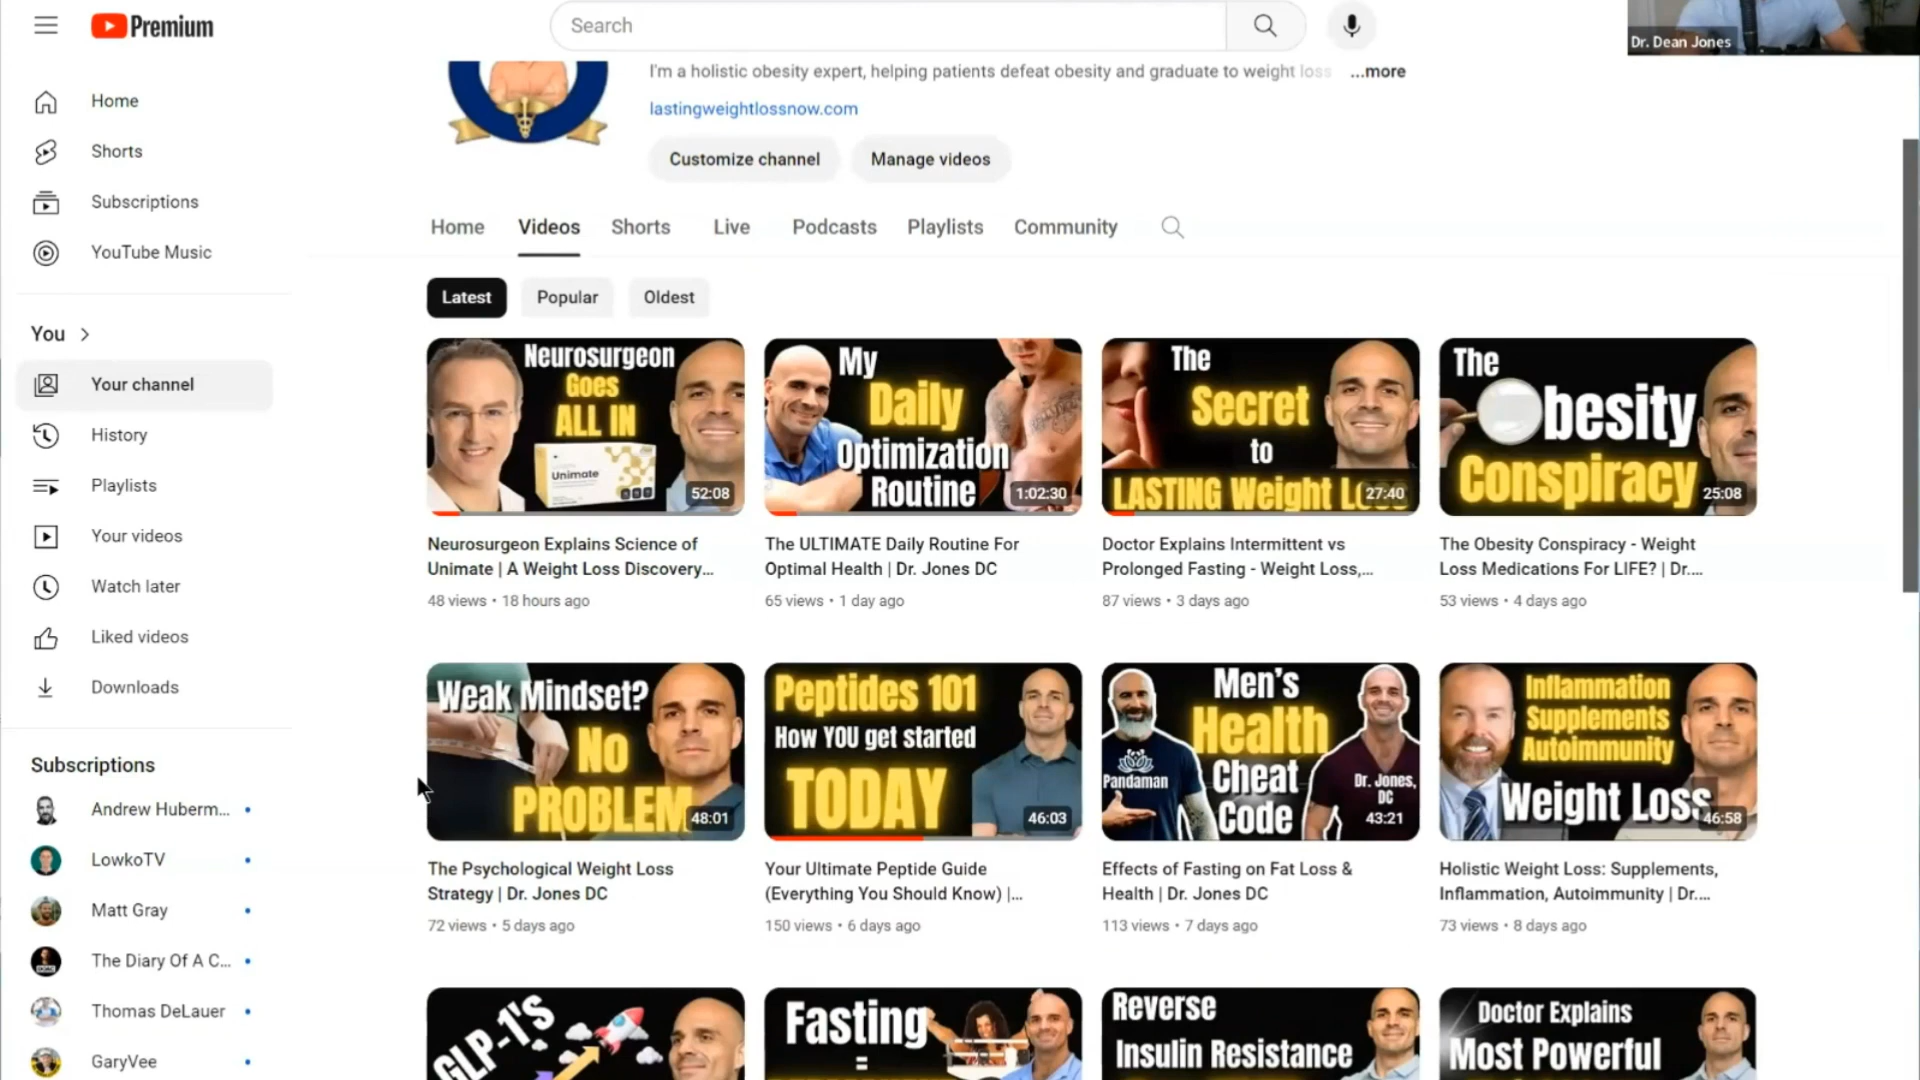 Premium
Search
Dr. Dean Jones
I'm a holistic obesity expert, helping patients defeat obesity and graduate to weight loss ...more
lastingweightlossnow.com
Customize channel
Manage videos
Home
Shorts
Subscriptions
YouTube Music
You
Your channel
History
Playlists
Your videos
Watch later
Liked videos
Downloads
Subscriptions
Andrew Huberm...
LowkoTV
Matt Gray
The Diary Of A C...
Thomas DeLauer
GaryVee
Home Videos Shorts Live Podcasts Playlists Community
Latest Popular Oldest
Neurosurgeon
Goes
ALL IN
Unimate
52:08
Neurosurgeon Explains Science of
Unimate | A Weight Loss Discovery...
48 views • 18 hours ago
My
Daily
Optimization
Routine
1:02:30
The ULTIMATE Daily Routine For
Optimal Health | Dr. Jones DC
65 views • 1 day ago
The
Secret
to
LASTING Weight
27:40
Doctor Explains Intermittent vs
Prolonged Fasting - Weight Loss,...
87 views • 3 days ago
The
besity
Conspiracy
25:08
The Obesity Conspiracy - Weight
Loss Medications For LIFE? | Dr....
53 views • 4 days ago
Weak Mindset?
NO
PROBLEM
48:01
The Psychological Weight Loss
Strategy | Dr. Jones DC
72 views • 5 days ago
Peptides 101
How YOU get started
TODAY
46:03
Your Ultimate Peptide Guide
(Everything You Should Know) |...
150 views • 6 days ago
Men's
Health
Cheat
Code
Pandaman
Dr. Jones,
DC
43:21
Effects of Fasting on Fat Loss &
Health | Dr. Jones DC
113 views • 7 days ago
Inflammation
Supplements
Autoimmunity
Weight Loss
46:58
Holistic Weight Loss: Supplements,
Inflammation, Autoimmunity | Dr....
73 views • 8 days ago
GLP-1's
Fasting
=
Reverse
Insulin Resistance
Doctor Explains
Most Powerful